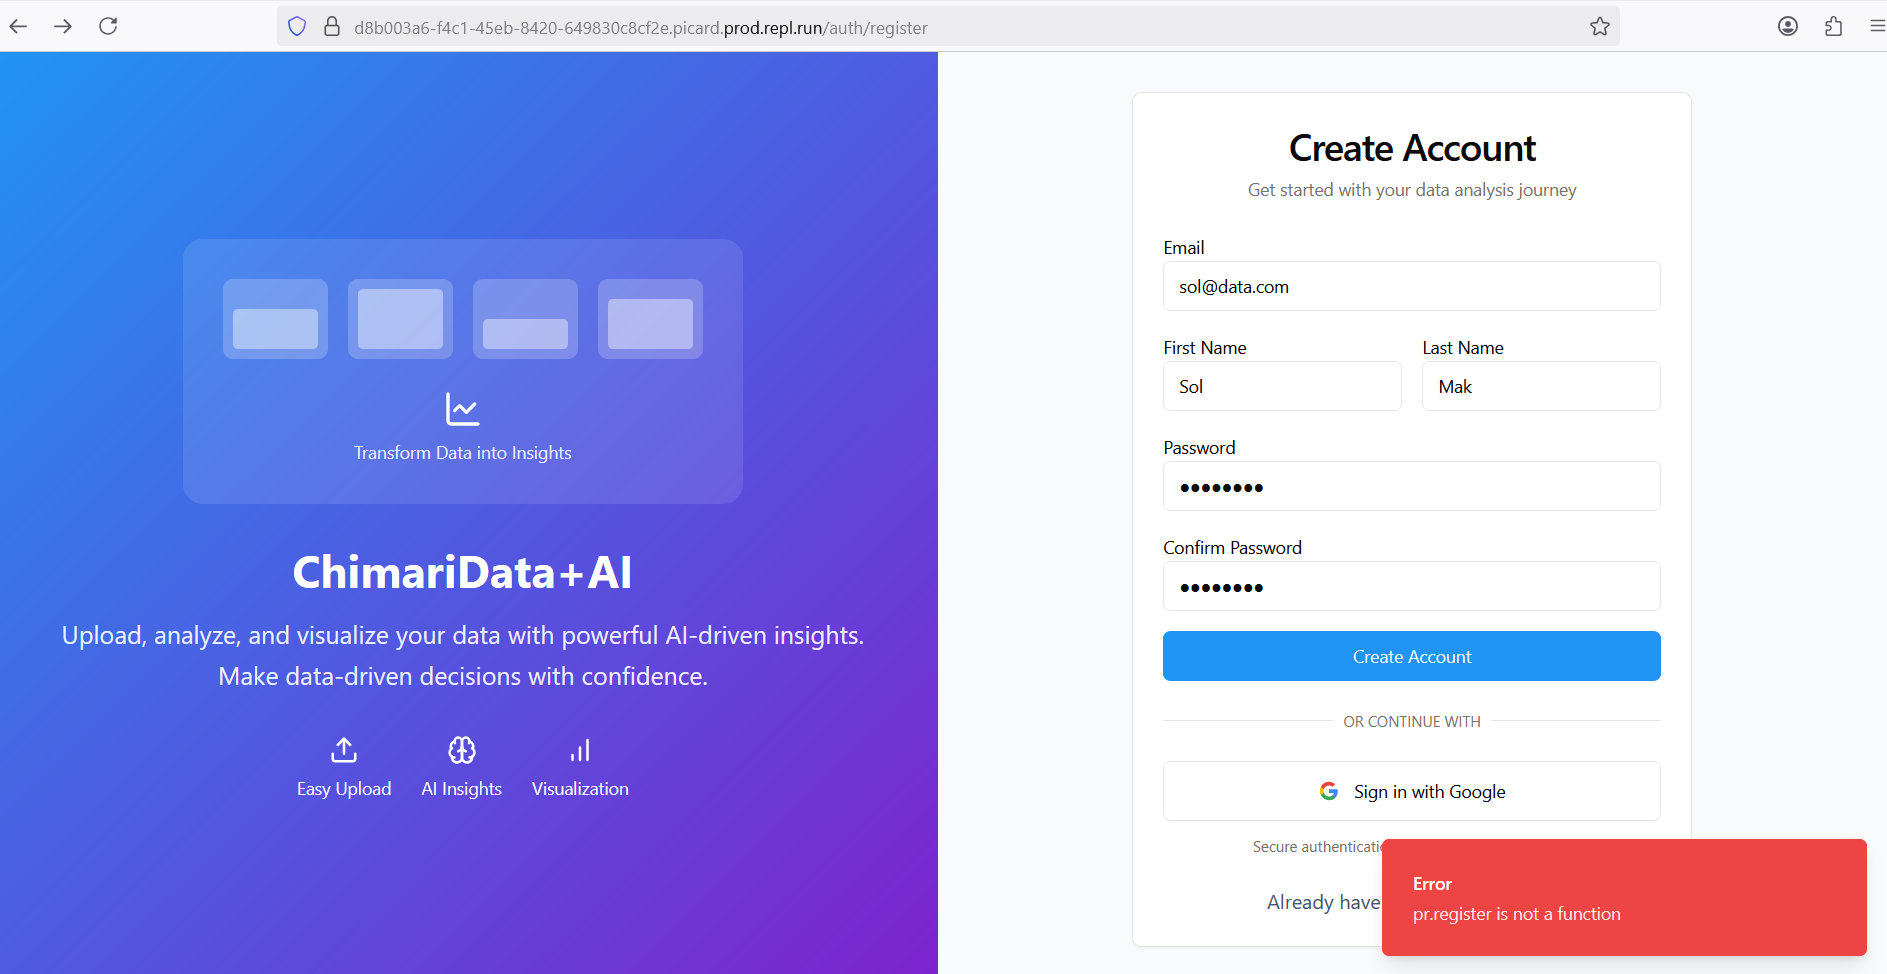 d8b003a6-f4c1-45eb-8420-649830c8cf2e.picard.prod.repl.run/auth/register
Transform Data into Insights
ChimariData+AI
Upload, analyze, and visualize your data with powerful AI-driven insights.
Make data-driven decisions with confidence.
Easy Upload
AI Insights
Visualization
Create Account
Get started with your data analysis journey
Email
sol@data.com
First Name
Last Name
Sol
Mak
Password
Confirm Password
Create Account
OR CONTINUE WITH
Sign in with Google
Secure
Already have
Error
pr.register is not a function